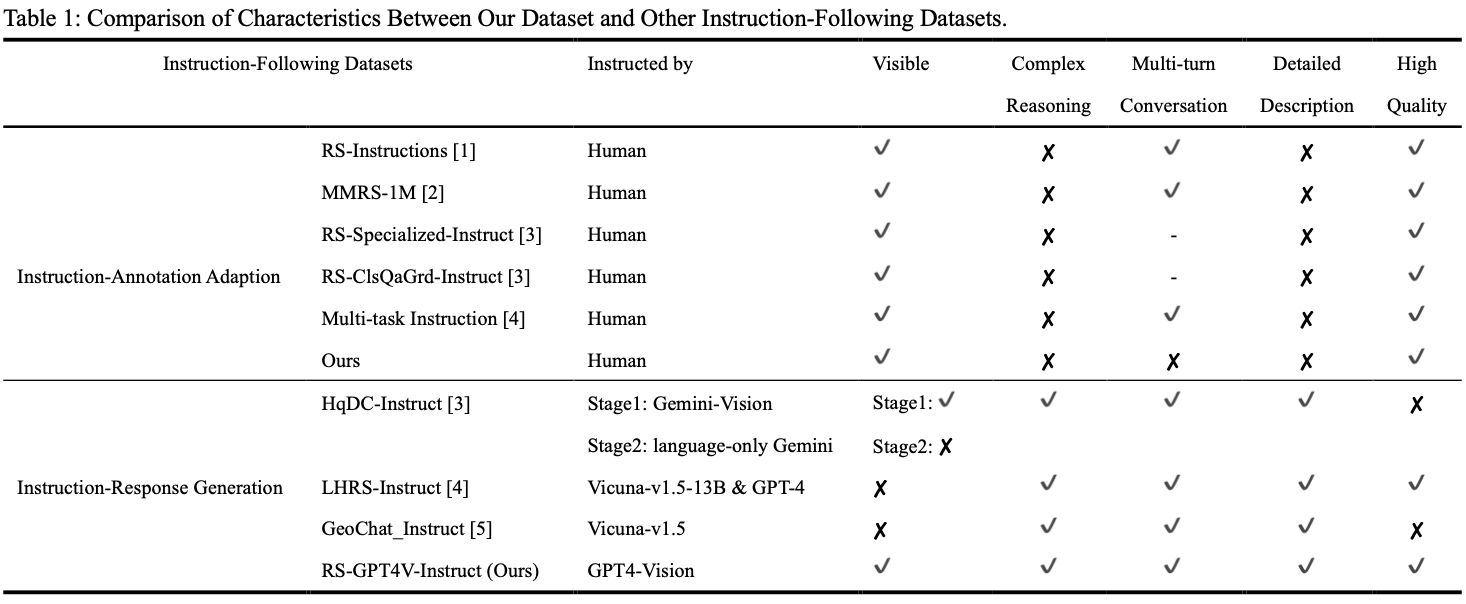 Table 1: Comparison of Characteristics Between Our Dataset and Other Instruction-Following Datasets.
Instruction-Following Datasets Instructed by Visible Complex Multi-turn Detailed High
Reasoning Conversation Description Quality
RS-Instructions [1] Human ✓ ✗ ✓ ✗ ✓
MMRS-1M [2] Human ✓ ✗ ✓ ✗ ✓
RS-Specialized-Instruct [3] Human ✓ ✗ - ✗ ✓
Instruction-Annotation Adaption RS-ClsQaGrd-Instruct [3] Human ✓ ✗ - ✗ ✓
Multi-task Instruction [4] Human ✓ ✗ ✓ ✗ ✓
Ours Human ✓ ✗ ✗ ✗ ✓
HqDC-Instruct [3] Stage1: Gemini-Vision Stage1: ✓ ✓ ✓ ✓ ✗
Stage2: language-only Gemini Stage2: ✗
Instruction-Response Generation LHRS-Instruct [4] Vicuna-v1.5-13B & GPT-4 ✗ ✓ ✓ ✓ ✓
GeoChat_Instruct [5] Vicuna-v1.5 ✗ ✓ ✓ ✓ ✗
RS-GPT4V-Instruct (Ours) GPT4-Vision ✓ ✓ ✓ ✓ ✓